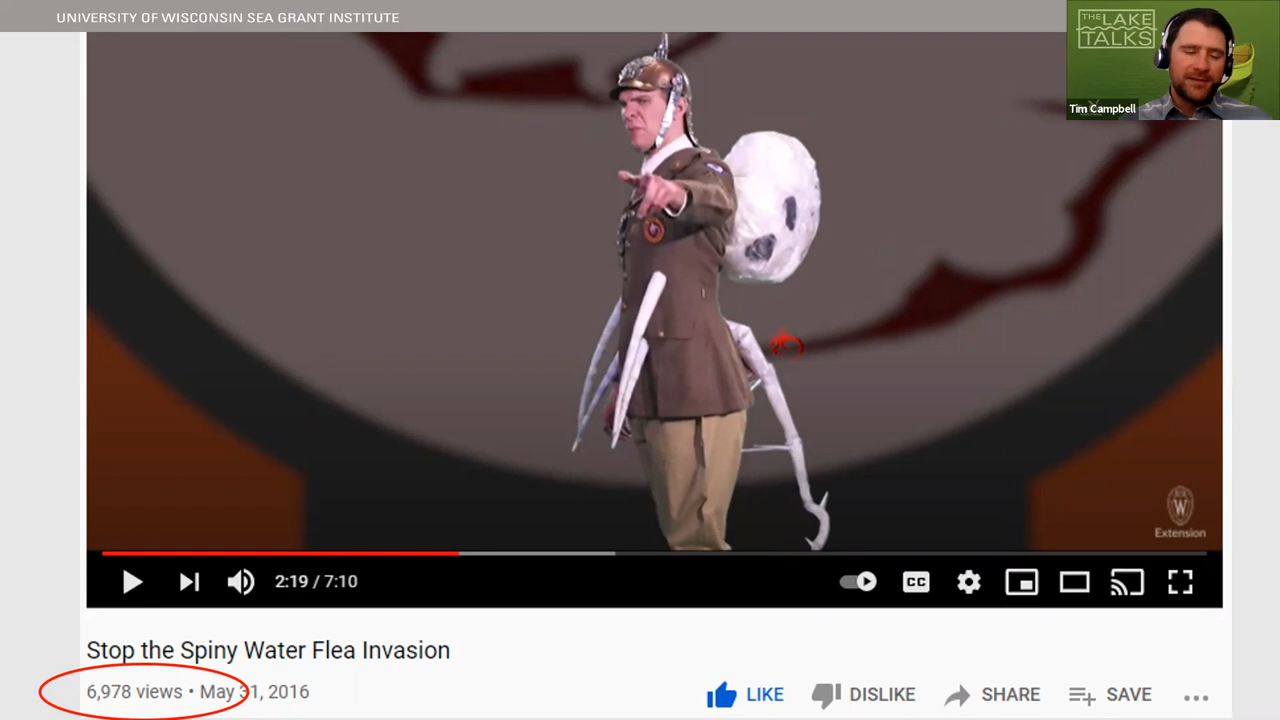 UNIVERSITY OF WISCONSIN SEA GRANT INSTITUTE
THE
LAKE
TALKS
Tim Campbell
W
Extension
2:19 / 7:10
CC
Stop the Spiny Water Flea Invasion
6,978 views • May 31, 2016
LIKE
DISLIKE
SHARE
SAVE